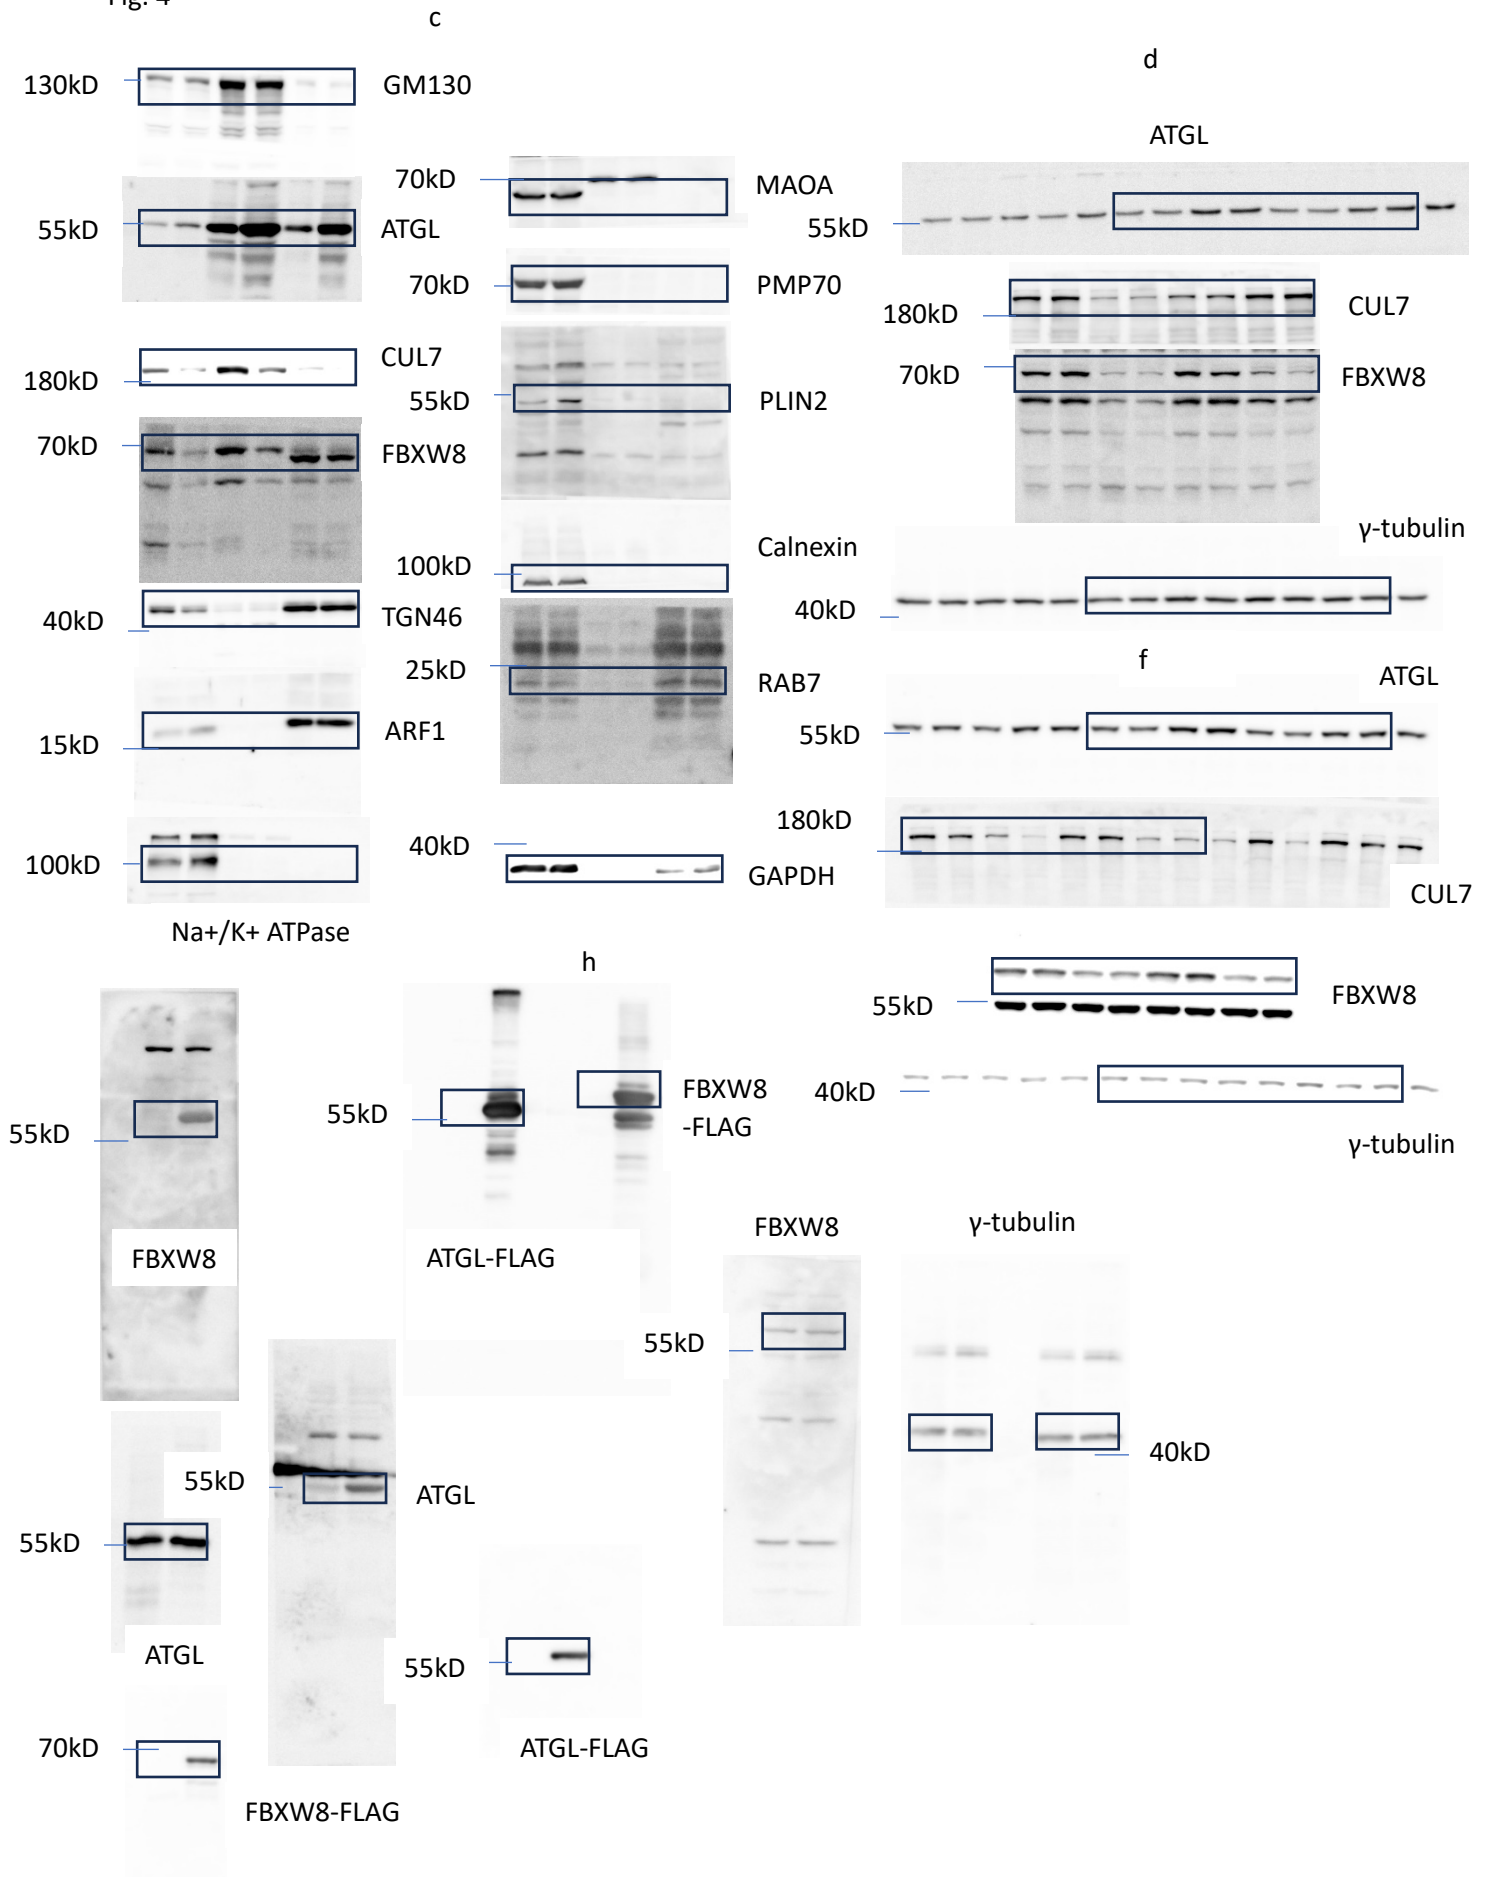 Fig. 4
c
130kD
GM130
55kD
ATGL
CUL7
180kD
70kD
FBXW8
40kD
TGN46
15kD
ARF1
100kD
Na+/K+ ATPase
70kD
MAOA
70kD
PMP70
55kD
PLIN2
Calnexin
100kD
25kD
RAB7
40kD
GAPDH
d
ATGL
55kD
CUL7
180kD
70kD
FBXW8
γ-tubulin
40kD
f
ATGL
55kD
180kD
CUL7
55kD
FBXW8
40kD
γ-tubulin
h
55kD
FBXW8
55kD
ATGL-FLAG
FBXW8
-FLAG
FBXW8
55kD
γ-tubulin
40kD
55kD
ATGL
55kD
ATGL
55kD
ATGL-FLAG
70kD
FBXW8-FLAG